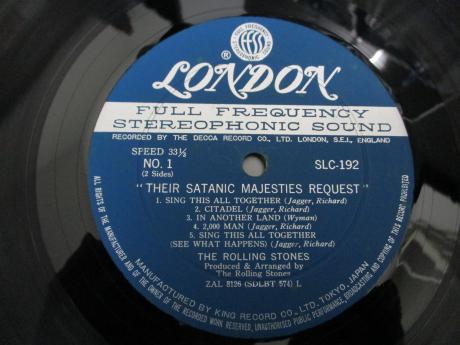 FULL FREQUENCY STEREOPHONIC SOUND
ffss
® LONDON
FULL FREQUENCY
STEREOPHONIC SOUND
RECORDED BY THE DECCA RECORD CO., LTD. LONDON, S.E.I., ENGLAND
SPEED 33⅓
NO. 1
SLC-192
(2 Sides)
"THEIR SATANIC MAJESTIES REQUEST"
1. SING THIS ALL TOGETHER (Jagger, Richard)
2. CITADEL (Jagger, Richard)
3. IN ANOTHER LAND (Wyman)
4. 2,000 MAN (Jagger, Richard)
5. SING THIS ALL TOGETHER
(SEE WHAT HAPPENS) (Jagger, Richard)
THE ROLLING STONES
Produced & Arranged by
The Rolling Stones
ZAL 8126 (SDLBT 574) L
MANUFACTURED BY KING RECORD CO., LTD. TOKYO, JAPAN
ALL RIGHTS OF THE MANUFACTURER AND OF THE OWNER OF THE RECORDED WORK RESERVED, UNAUTHORISED PUBLIC PERFORMANCE, BROADCASTING AND COPYING OF THIS RECORD PROHIBITED